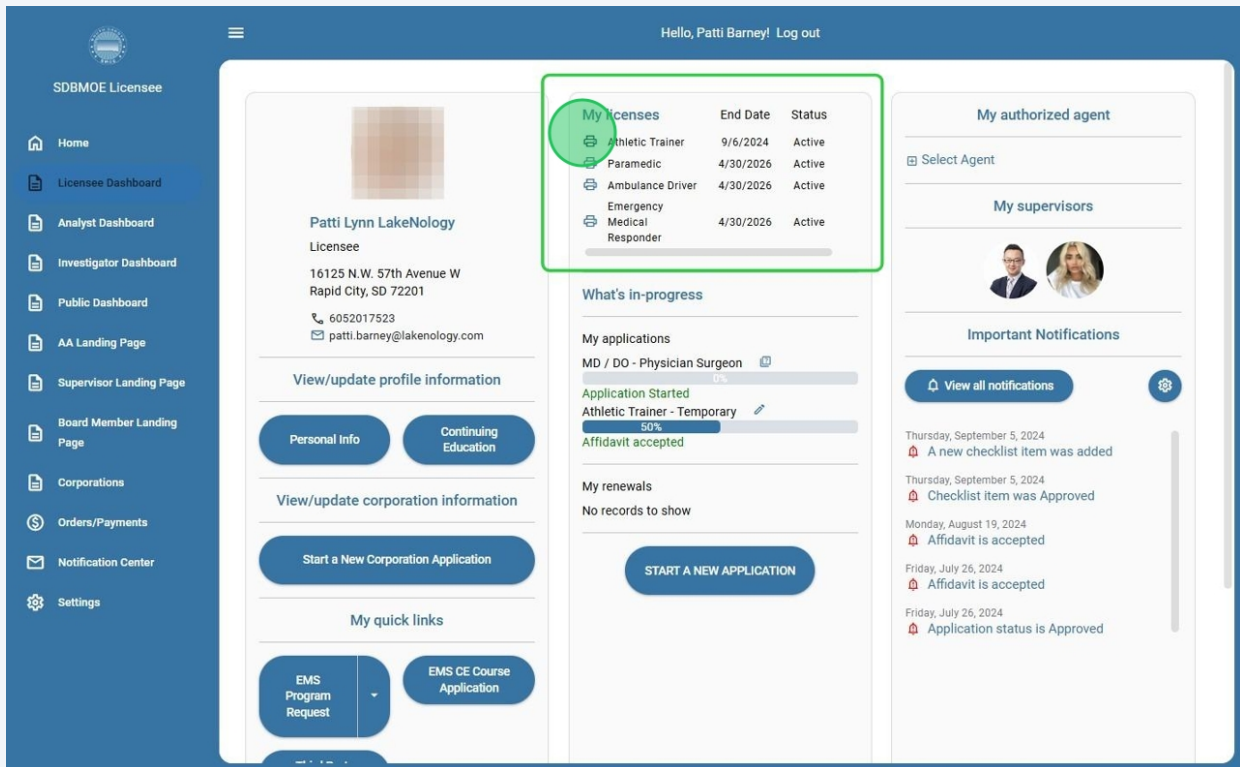 Hello, Patti Barney! Log out
SDBMOE Licensee
Home
Licensee Dashboard
Analyst Dashboard
Investigator Dashboard
Public Dashboard
AA Landing Page
Supervisor Landing Page
Board Member Landing
Page
Corporations
Orders/Payments
Notification Center
Settings
Patti Lynn LakeNology
Licensee
16125 N.W. 57th Avenue W
Rapid City, SD 72201
6052017523
patti.barney@lakenology.com
View/update profile information
Personal Info
Continuing
Education
View/update corporation information
Start a New Corporation Application
My quick links
EMS
Program
Request
EMS CE Course
Application
My licenses End Date Status
Athletic Trainer 9/6/2024 Active
Paramedic 4/30/2026 Active
Ambulance Driver 4/30/2026 Active
Emergency
Medical 4/30/2026 Active
Responder
What's in-progress
My applications
MD / DO - Physician Surgeon
0%
Application Started
Athletic Trainer - Temporary
50%
Affidavit accepted
My renewals
No records to show
START A NEW APPLICATION
My authorized agent
Select Agent
My supervisors
Important Notifications
View all notifications
Thursday, September 5, 2024
A new checklist item was added
Thursday, September 5, 2024
Checklist item was Approved
Monday, August 19, 2024
Affidavit is accepted
Friday, July 26, 2024
Affidavit is accepted
Friday, July 26, 2024
Application status is Approved